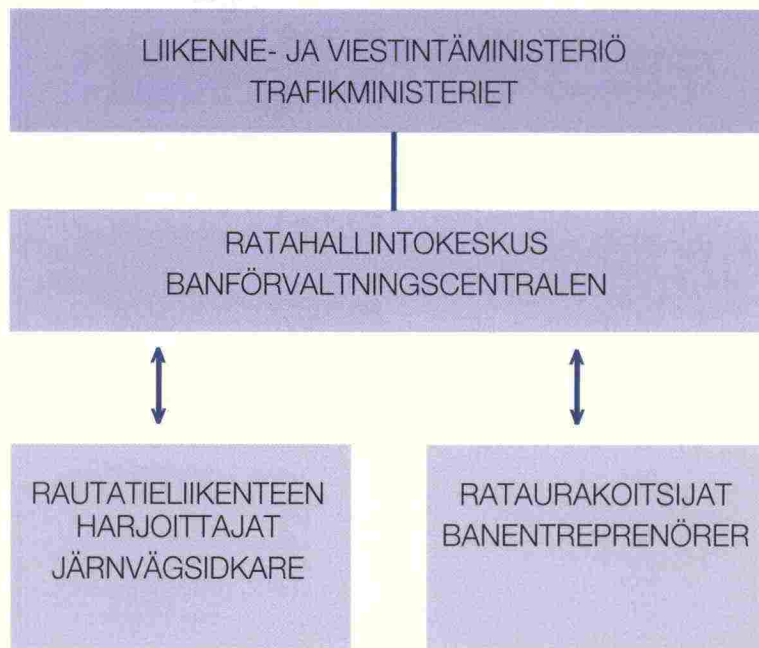 LIIKENNE- JA VIESTINTÄMINISTERIÖ
TRAFIKMINISTERIET
RATAHALLINTOKESKUS
BANFÖRVALTNINGSCENTRALEN
RAUTATIELIIKENTEEN
HARJOITTAJAT
JÄRNVÄGSIDKARE
RATAURAKOITSIJAT
BANENTREPRENÖRER